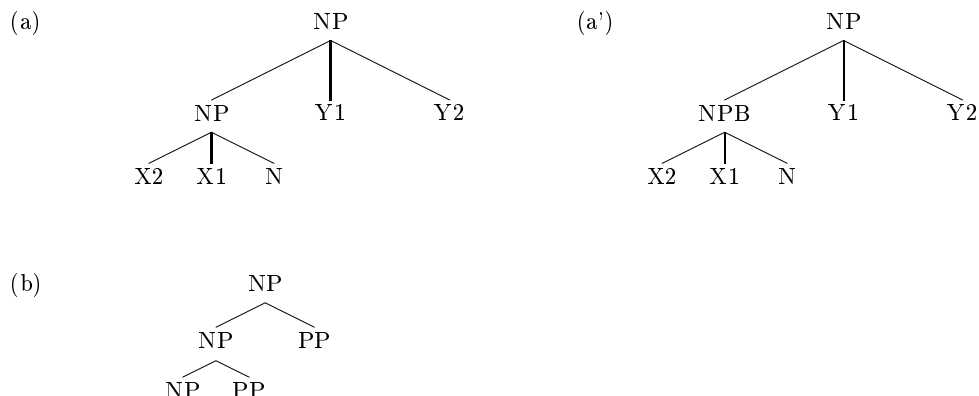 (a) NP (a') NP
NP Y1 Y2 NPB Y1 Y2
X2 X1 N X2 X1 N
(b) NP
NP PP
NP PP